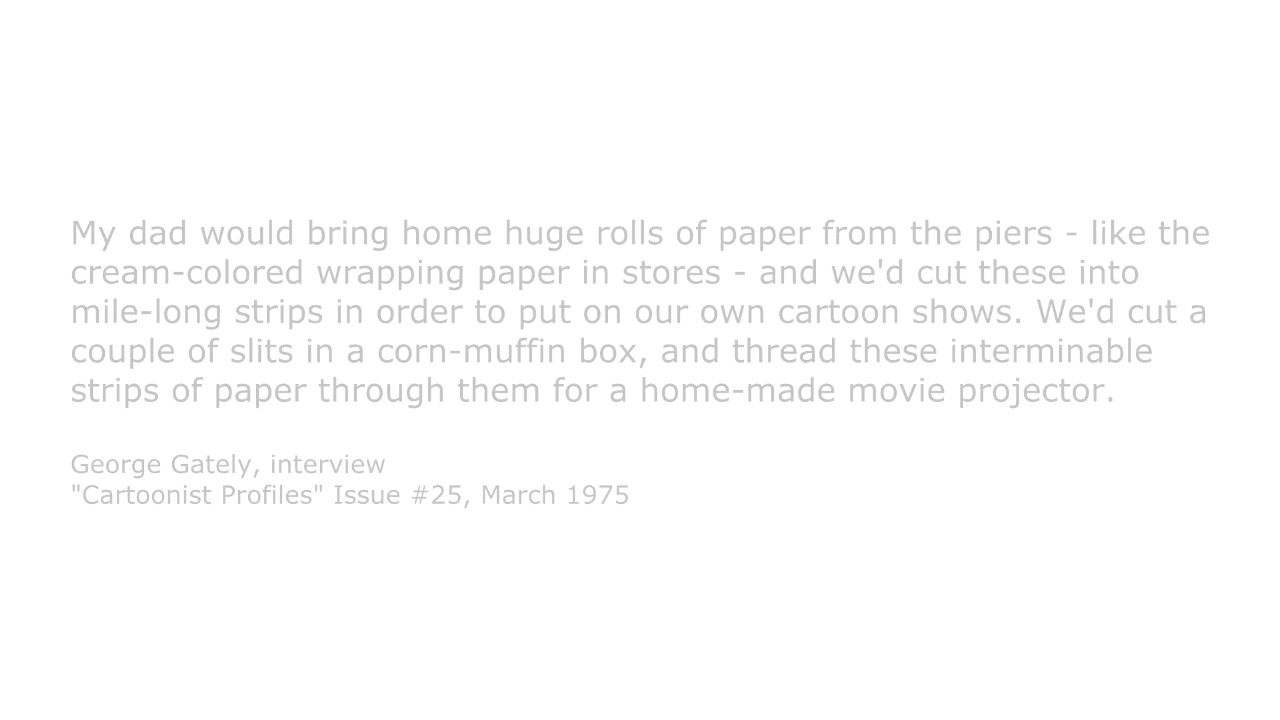 My dad would bring home huge rolls of paper from the piers - like the
cream-colored wrapping paper in stores - and we'd cut these into
mile-long strips in order to put on our own cartoon shows. We'd cut a
couple of slits in a corn-muffin box, and thread these interminable
strips of paper through them for a home-made movie projector.
George Gately, interview
"Cartoonist Profiles" Issue #25, March 1975